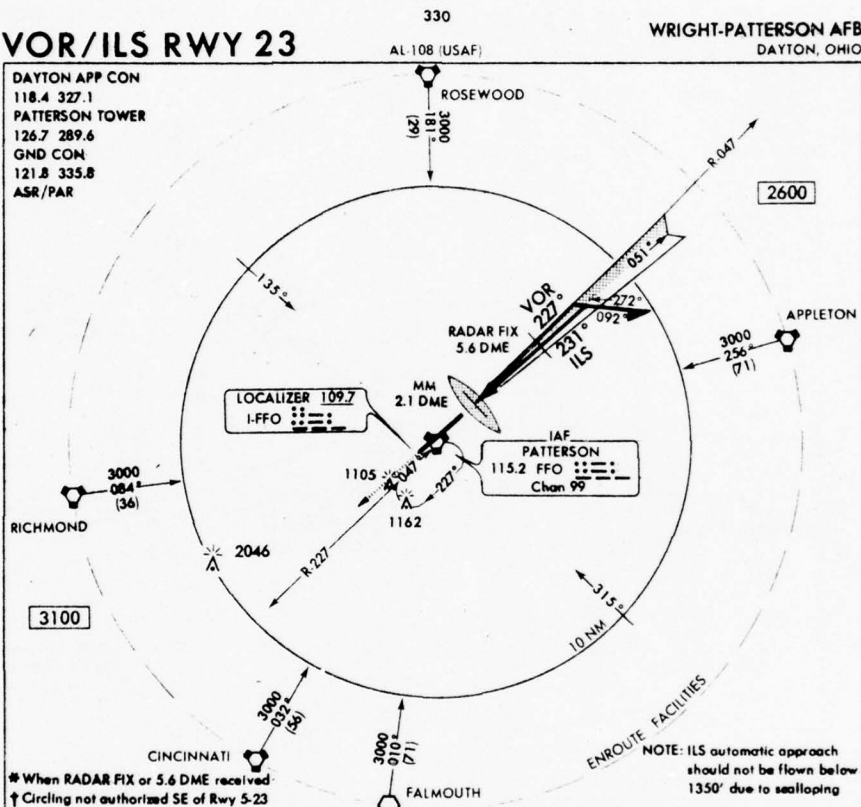 330
VOR/ILS RWY 23
AL-108 (USAF)
WRIGHT-PATTERSON AFB
DAYTON, OHIO
DAYTON APP CON
118.4 327.1
PATTERSON TOWER
126.7 289.6
GND CON
121.8 335.8
ASR/PAR
ROSEWOOD
3000
181°
(29)
R-047
2600
051°
135°
VOR
227°
272°
092°
RADAR FIX
5.6 DME
231°
ILS
APPLETON
3000
256°
(71)
MM
2.1 DME
LOCALIZER 109.7
I-FFO
IAF
PATTERSON
115.2 FFO
Chan 99
1105
047°
227°
1162
3000
084°
(36)
RICHMOND
2046
R-227
3100
315°
10 NM
3000
032°
(56)
CINCINNATI
3000
010°
(71)
FALMOUTH
ENROUTE FACILITIES
* When RADAR FIX or 5.6 DME received
† Circling not authorized SE of Rwy 5-23
NOTE: ILS automatic approach
should not be flown below
1350' due to scalloping